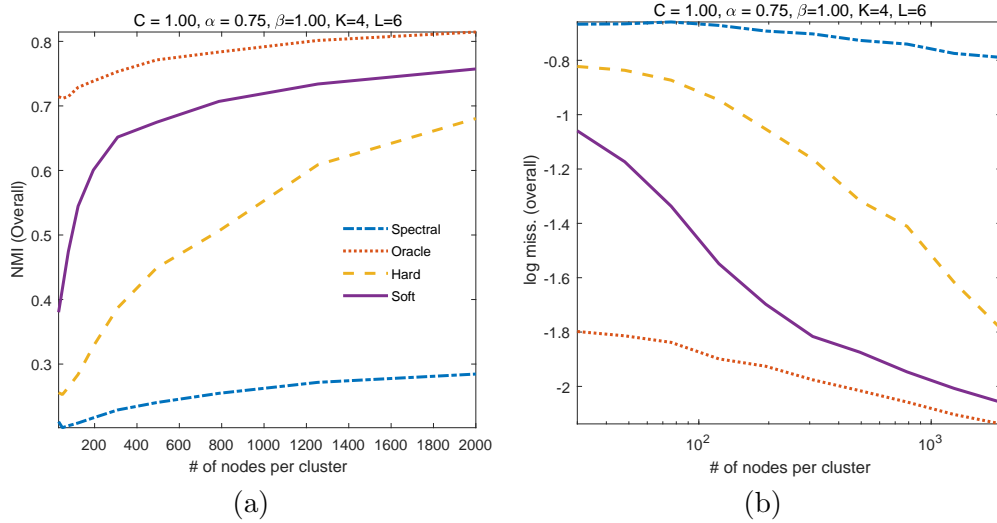 C = 1.00, α = 0.75, β=1.00, K=4, L=6
0.8
0.7
0.6
0.5
0.4
0.3
NMI (Overall)
Spectral
Oracle
Hard
Soft
200 400 600 800 1000 1200 1400 1600 1800 2000
# of nodes per cluster
(a)
C = 1.00, α = 0.75, β=1.00, K=4, L=6
-0.8
-1
-1.2
-1.4
-1.6
-1.8
-2
log miss. (overall)
10² 10³
# of nodes per cluster
(b)